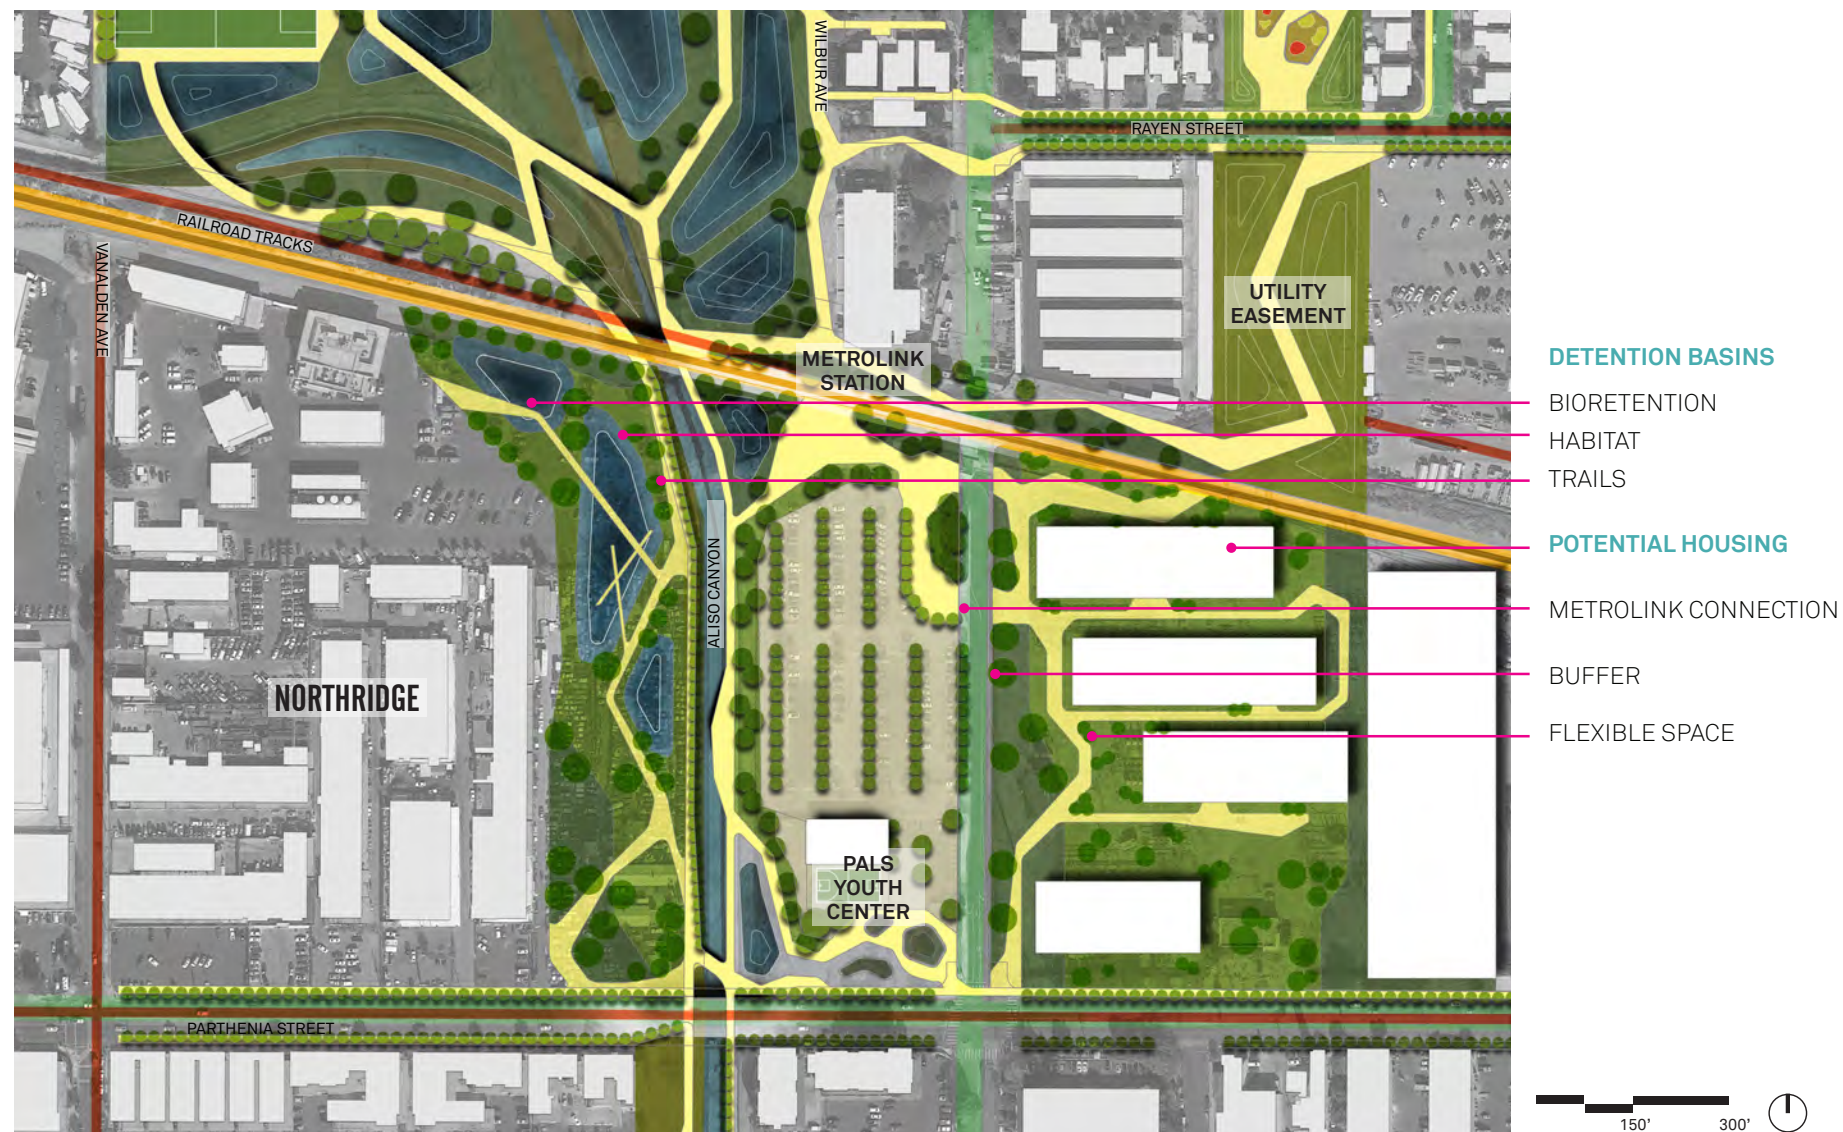 WILBUR AVE
RAYEN STREET
RAILROAD TRACKS
VANALDEN AVE
UTILITY
EASEMENT
METROLINK
STATION
ALISO CANYON
NORTHRIDGE
PALS
YOUTH
CENTER
PARTHENIA STREET
DETENTION BASINS
BIORETENTION
HABITAT
TRAILS
POTENTIAL HOUSING
METROLINK CONNECTION
BUFFER
FLEXIBLE SPACE
150' 300'